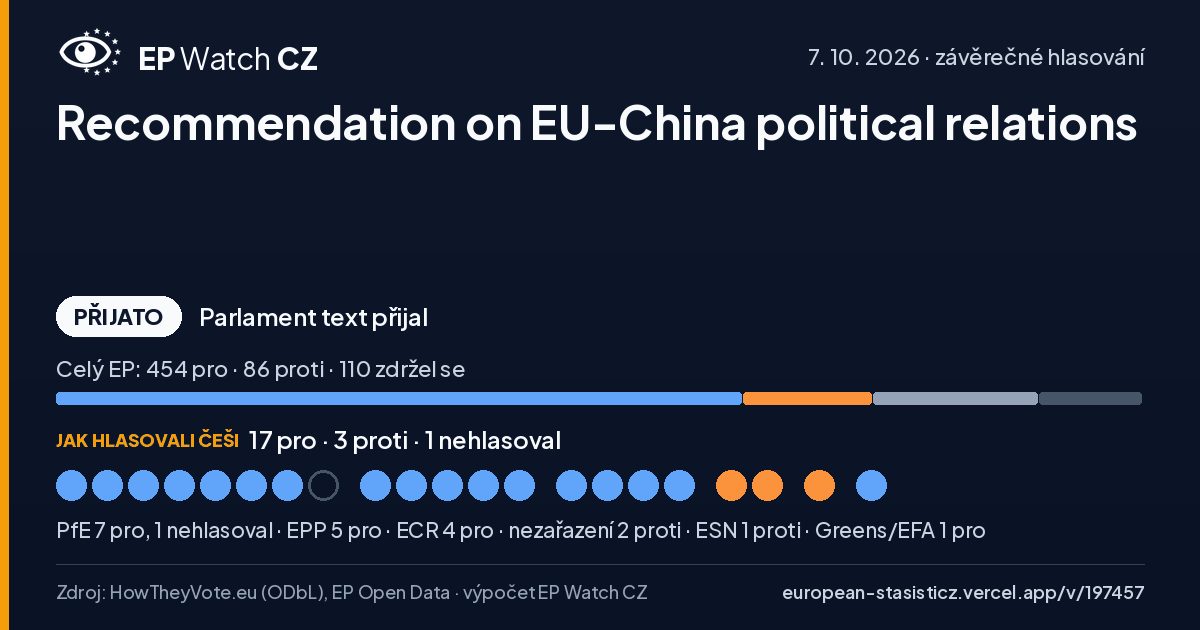 EP Watch CZ
7. 10. 2026 · závěrečné hlasování
Recommendation on EU–China political relations
PŘIJATO Parlament text přijal
Celý EP: 454 pro · 86 proti · 110 zdržel se
JAK HLASOVALI ČEŠI 17 pro · 3 proti · 1 nehlasoval
PfE 7 pro, 1 nehlasoval · EPP 5 pro · ECR 4 pro · nezařazení 2 proti · ESN 1 proti · Greens/EFA 1 pro
Zdroj: HowTheyVote.eu (ODbL), EP Open Data · výpočet EP Watch CZ
european-stasisticz.vercel.app/v/197457